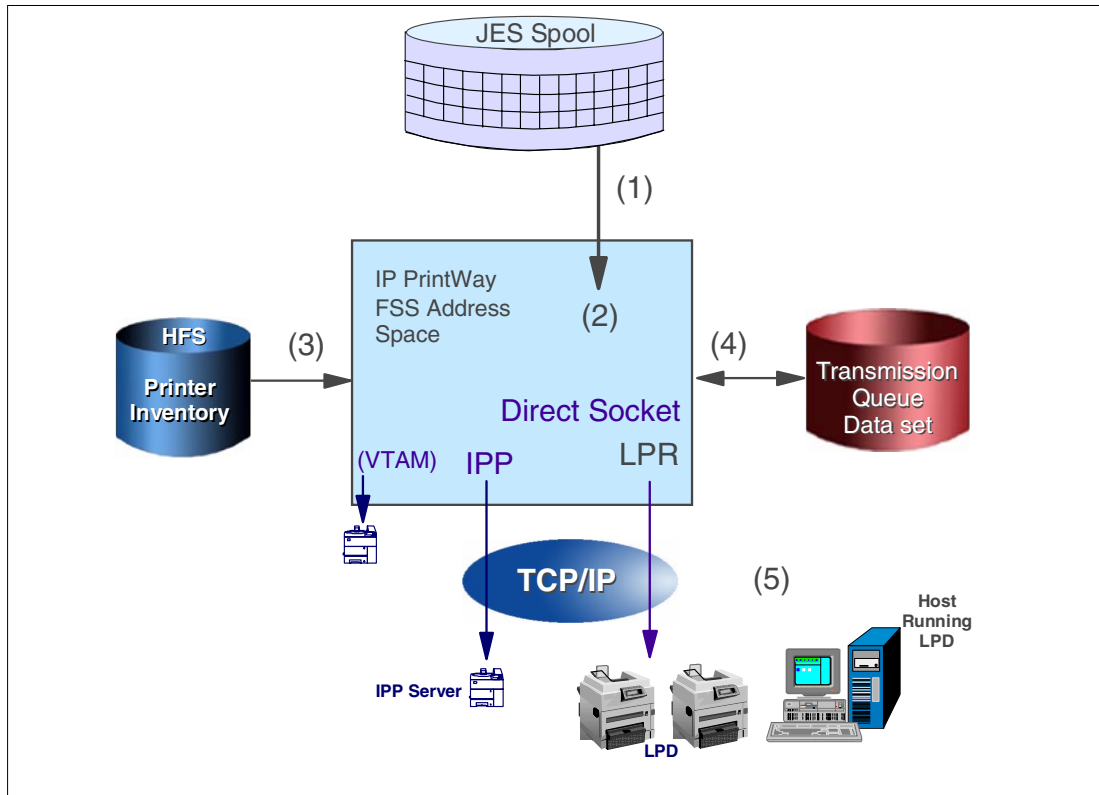 JES Spool
(1)
IP PrintWay
FSS Address
Space
(2)
HFS
Printer
Inventory
(3)
(4)
Transmission
Queue
Data set
Direct Socket
(VTAM)
IPP
LPR
TCP/IP
(5)
Host
Running
LPD
IPP Server
LPD